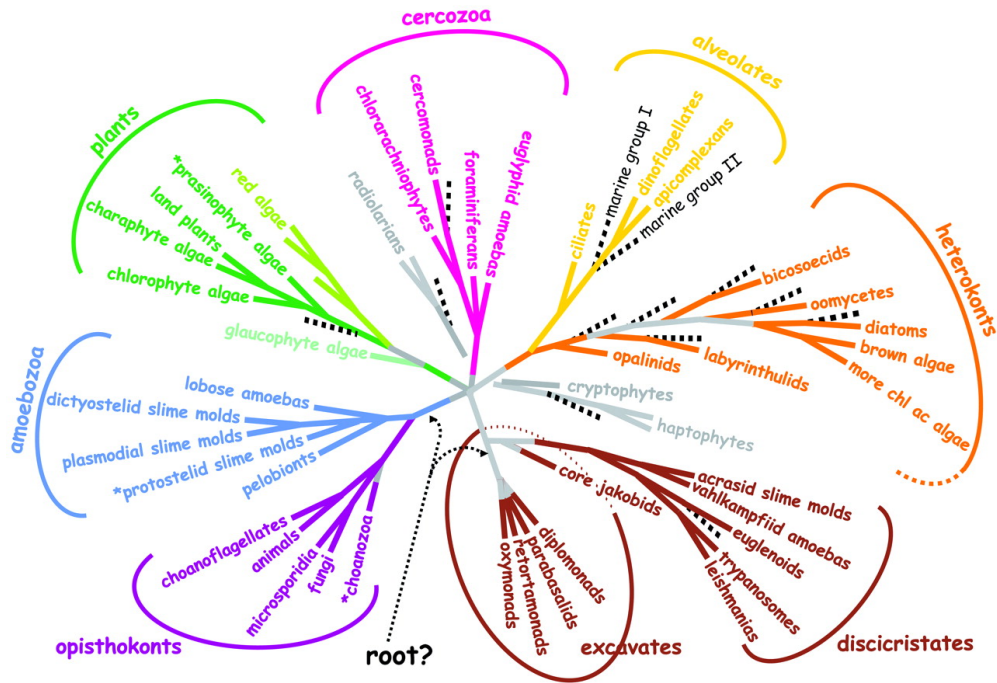 cercozoa
alveolates
plants
heterokonts
amoebozoa
opisthokonts
excavates
discicristates
root?
red algae
*prasinophyte algae
land plants
charaphyte algae
chlorophyte algae
glaucophyte algae
radiolarians
chlorarachniophytes
cercomonads
foraminiferans
euglyphid amoebas
ciliates
marine group I
dinoflagellates
apicomplexans
marine group II
bicosoecids
oomycetes
diatoms
brown algae
more chl ac algae
labyrinthulids
opalinids
cryptophytes
haptophytes
core jakobids
acrasid slime molds
vahlkampfiid amoebas
euglenoids
trypanosomes
leishmanias
diplomonads
parabasalids
retortamonads
oxymonads
*choanozoa
fungi
microsporidia
animals
choanoflagellates
pelobionts
*protostelid slime molds
plasmodial slime molds
dictyostelid slime molds
lobose amoebas